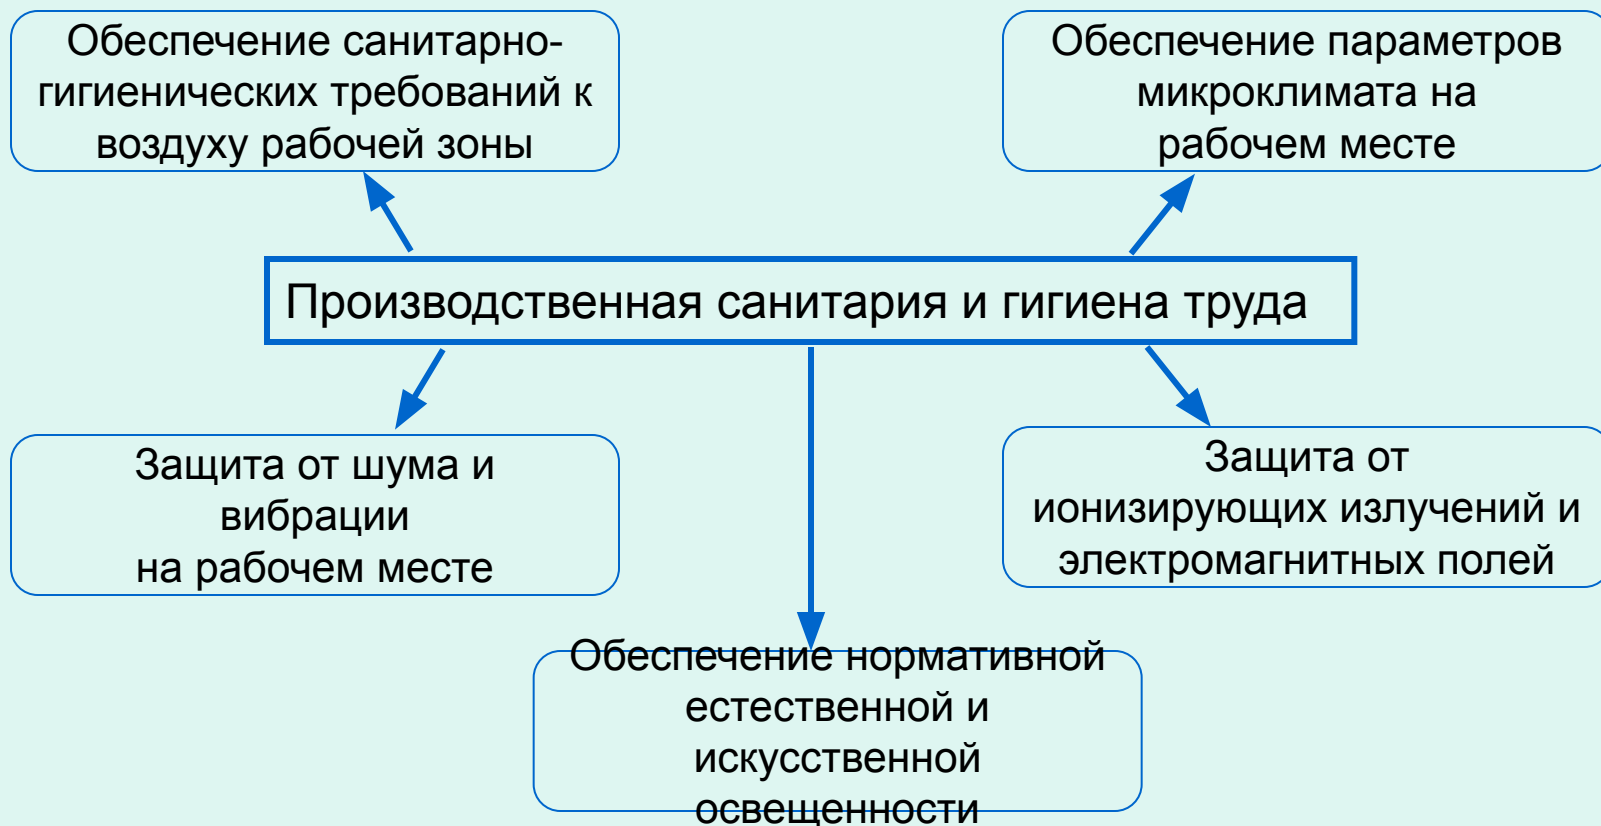 Обеспечение санитарно-
гигиенических требований к
воздуху рабочей зоны
Обеспечение параметров
микроклимата на
рабочем месте
Производственная санитария и гигиена труда
Защита от шума и
вибрации
на рабочем месте
Защита от
ионизирующих излучений и
электромагнитных полей
Обеспечение нормативной
естественной и
искусственной
освещенности